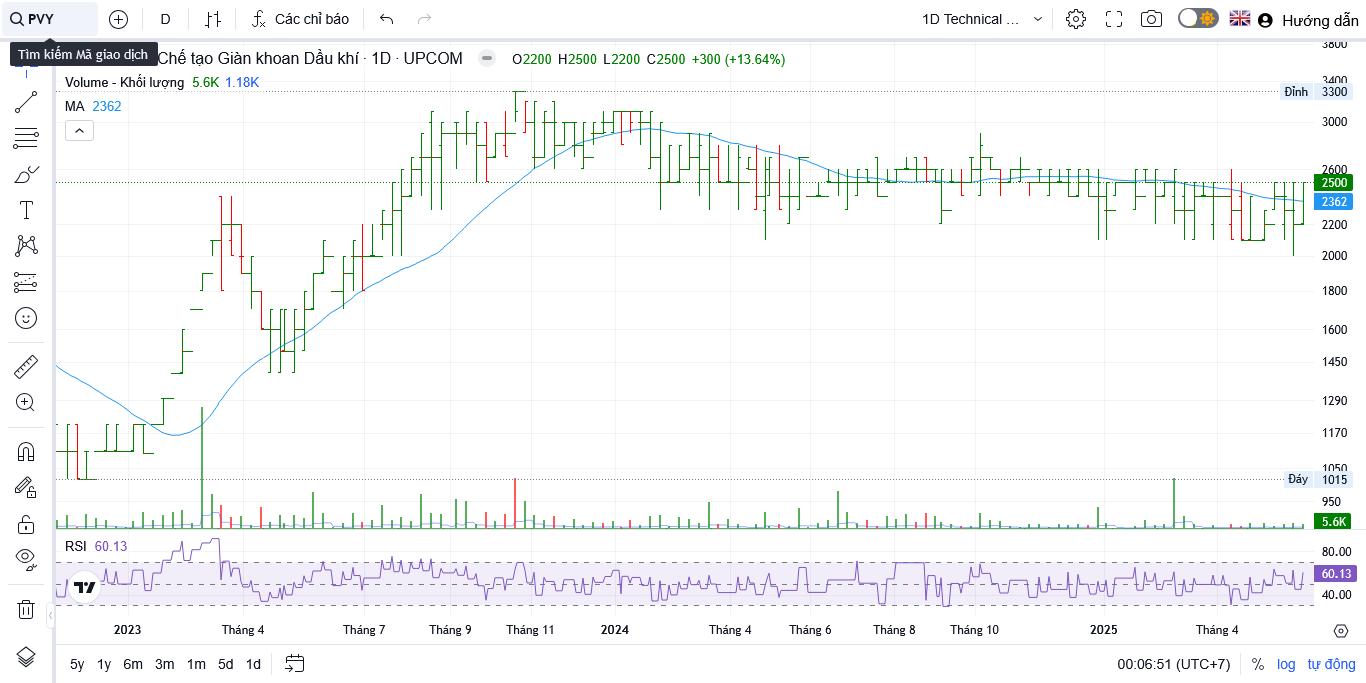 PVY
D
Các chỉ báo
1D Technical ...
Hướng dẫn
Tìm kiếm Mã giao dịch
Chế tạo Giàn khoan Dầu khí · 1D · UPCOM
O2200 H2500 L2200 C2500 +300 (+13.64%)
Volume - Khối lượng 5.6K 1.18K
MA 2362
3800
3400
Đỉnh 3300
3000
2600
2500
2362
2200
2000
1800
1600
1450
1290
1170
1050
Đáy 1015
950
5.6K
RSI 60.13
80.00
60.13
40.00
2023 Tháng 4 Tháng 7 Tháng 9 Tháng 11 2024 Tháng 4 Tháng 6 Tháng 8 Tháng 10 2025 Tháng 4
5y 1y 6m 3m 1m 5d 1d
00:06:51 (UTC+7) % log tự động